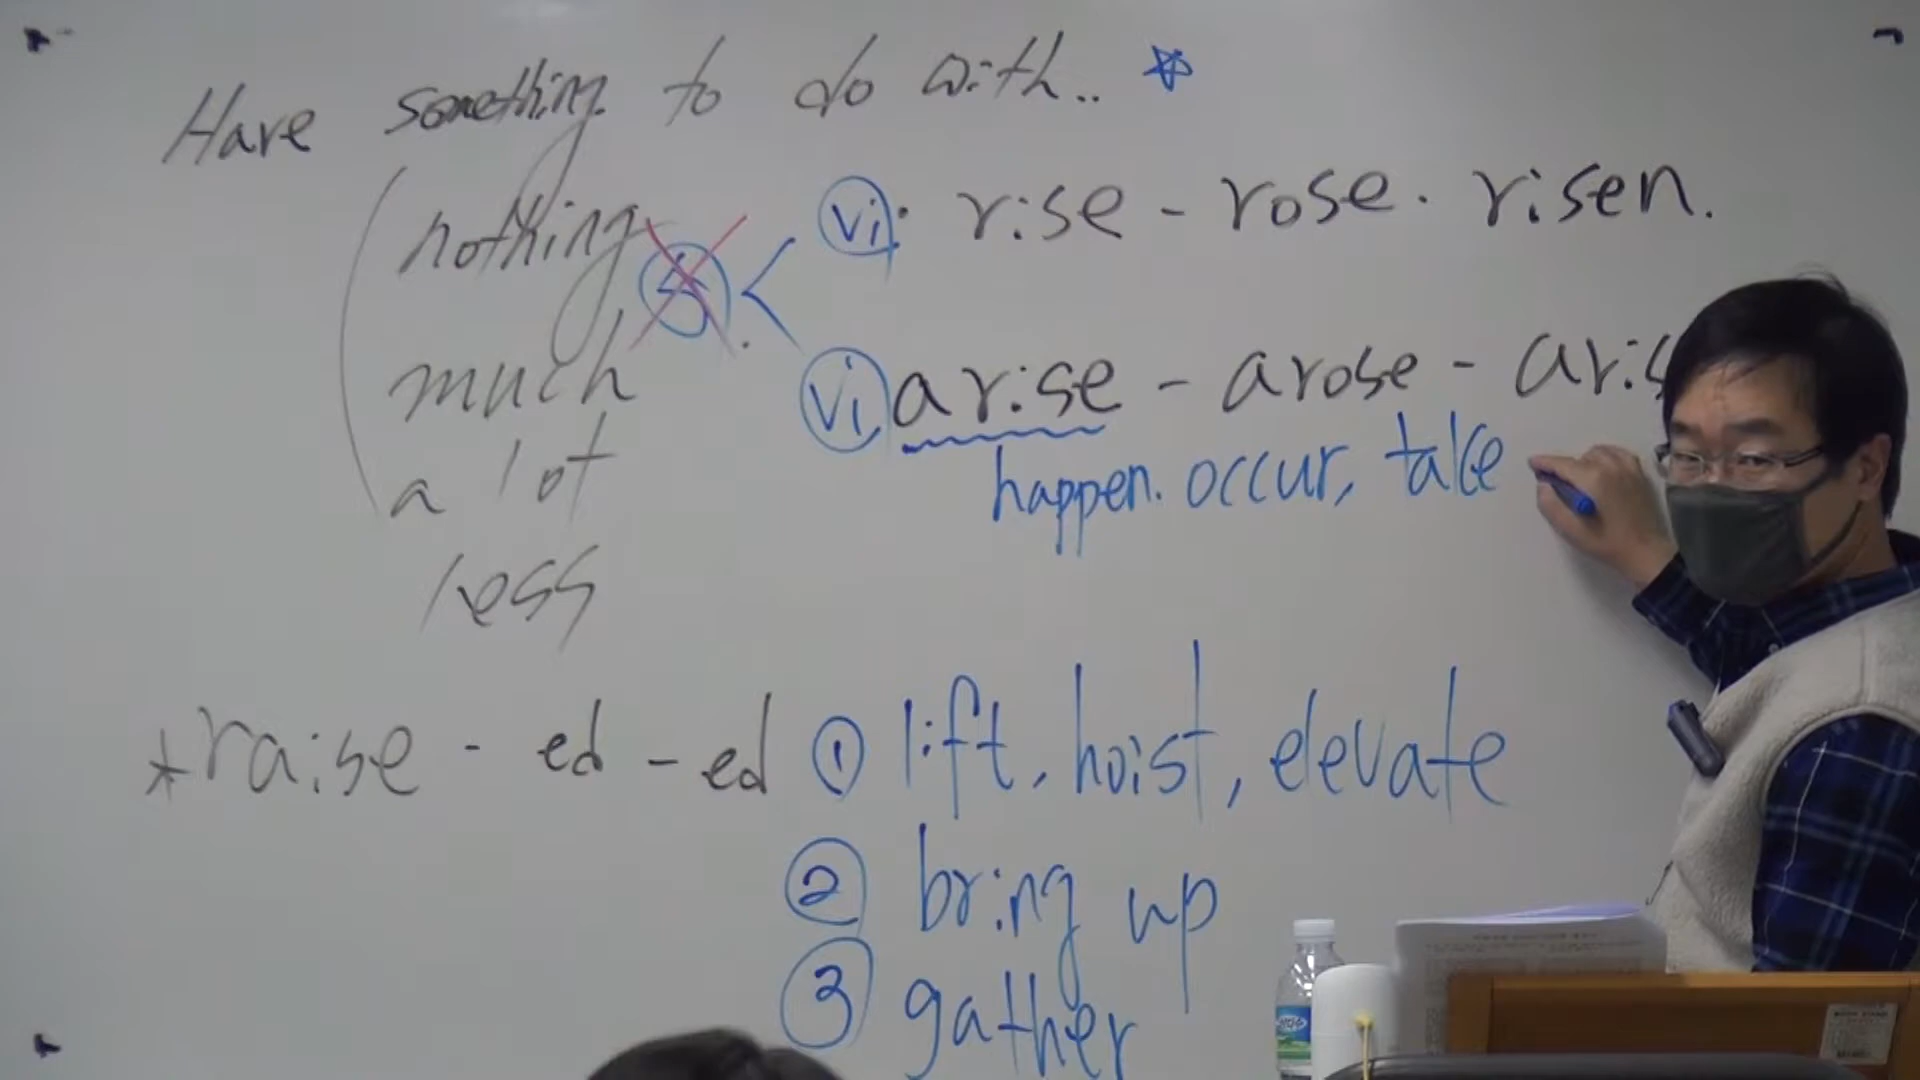 Have something to do with..
nothing
much
a lot
less
5
vi: rise - rose. risen.
vi arise - arose - aris
happen. occur, take
raise - ed - ed ① lift, hoist, elevate
② bring up
③ gather